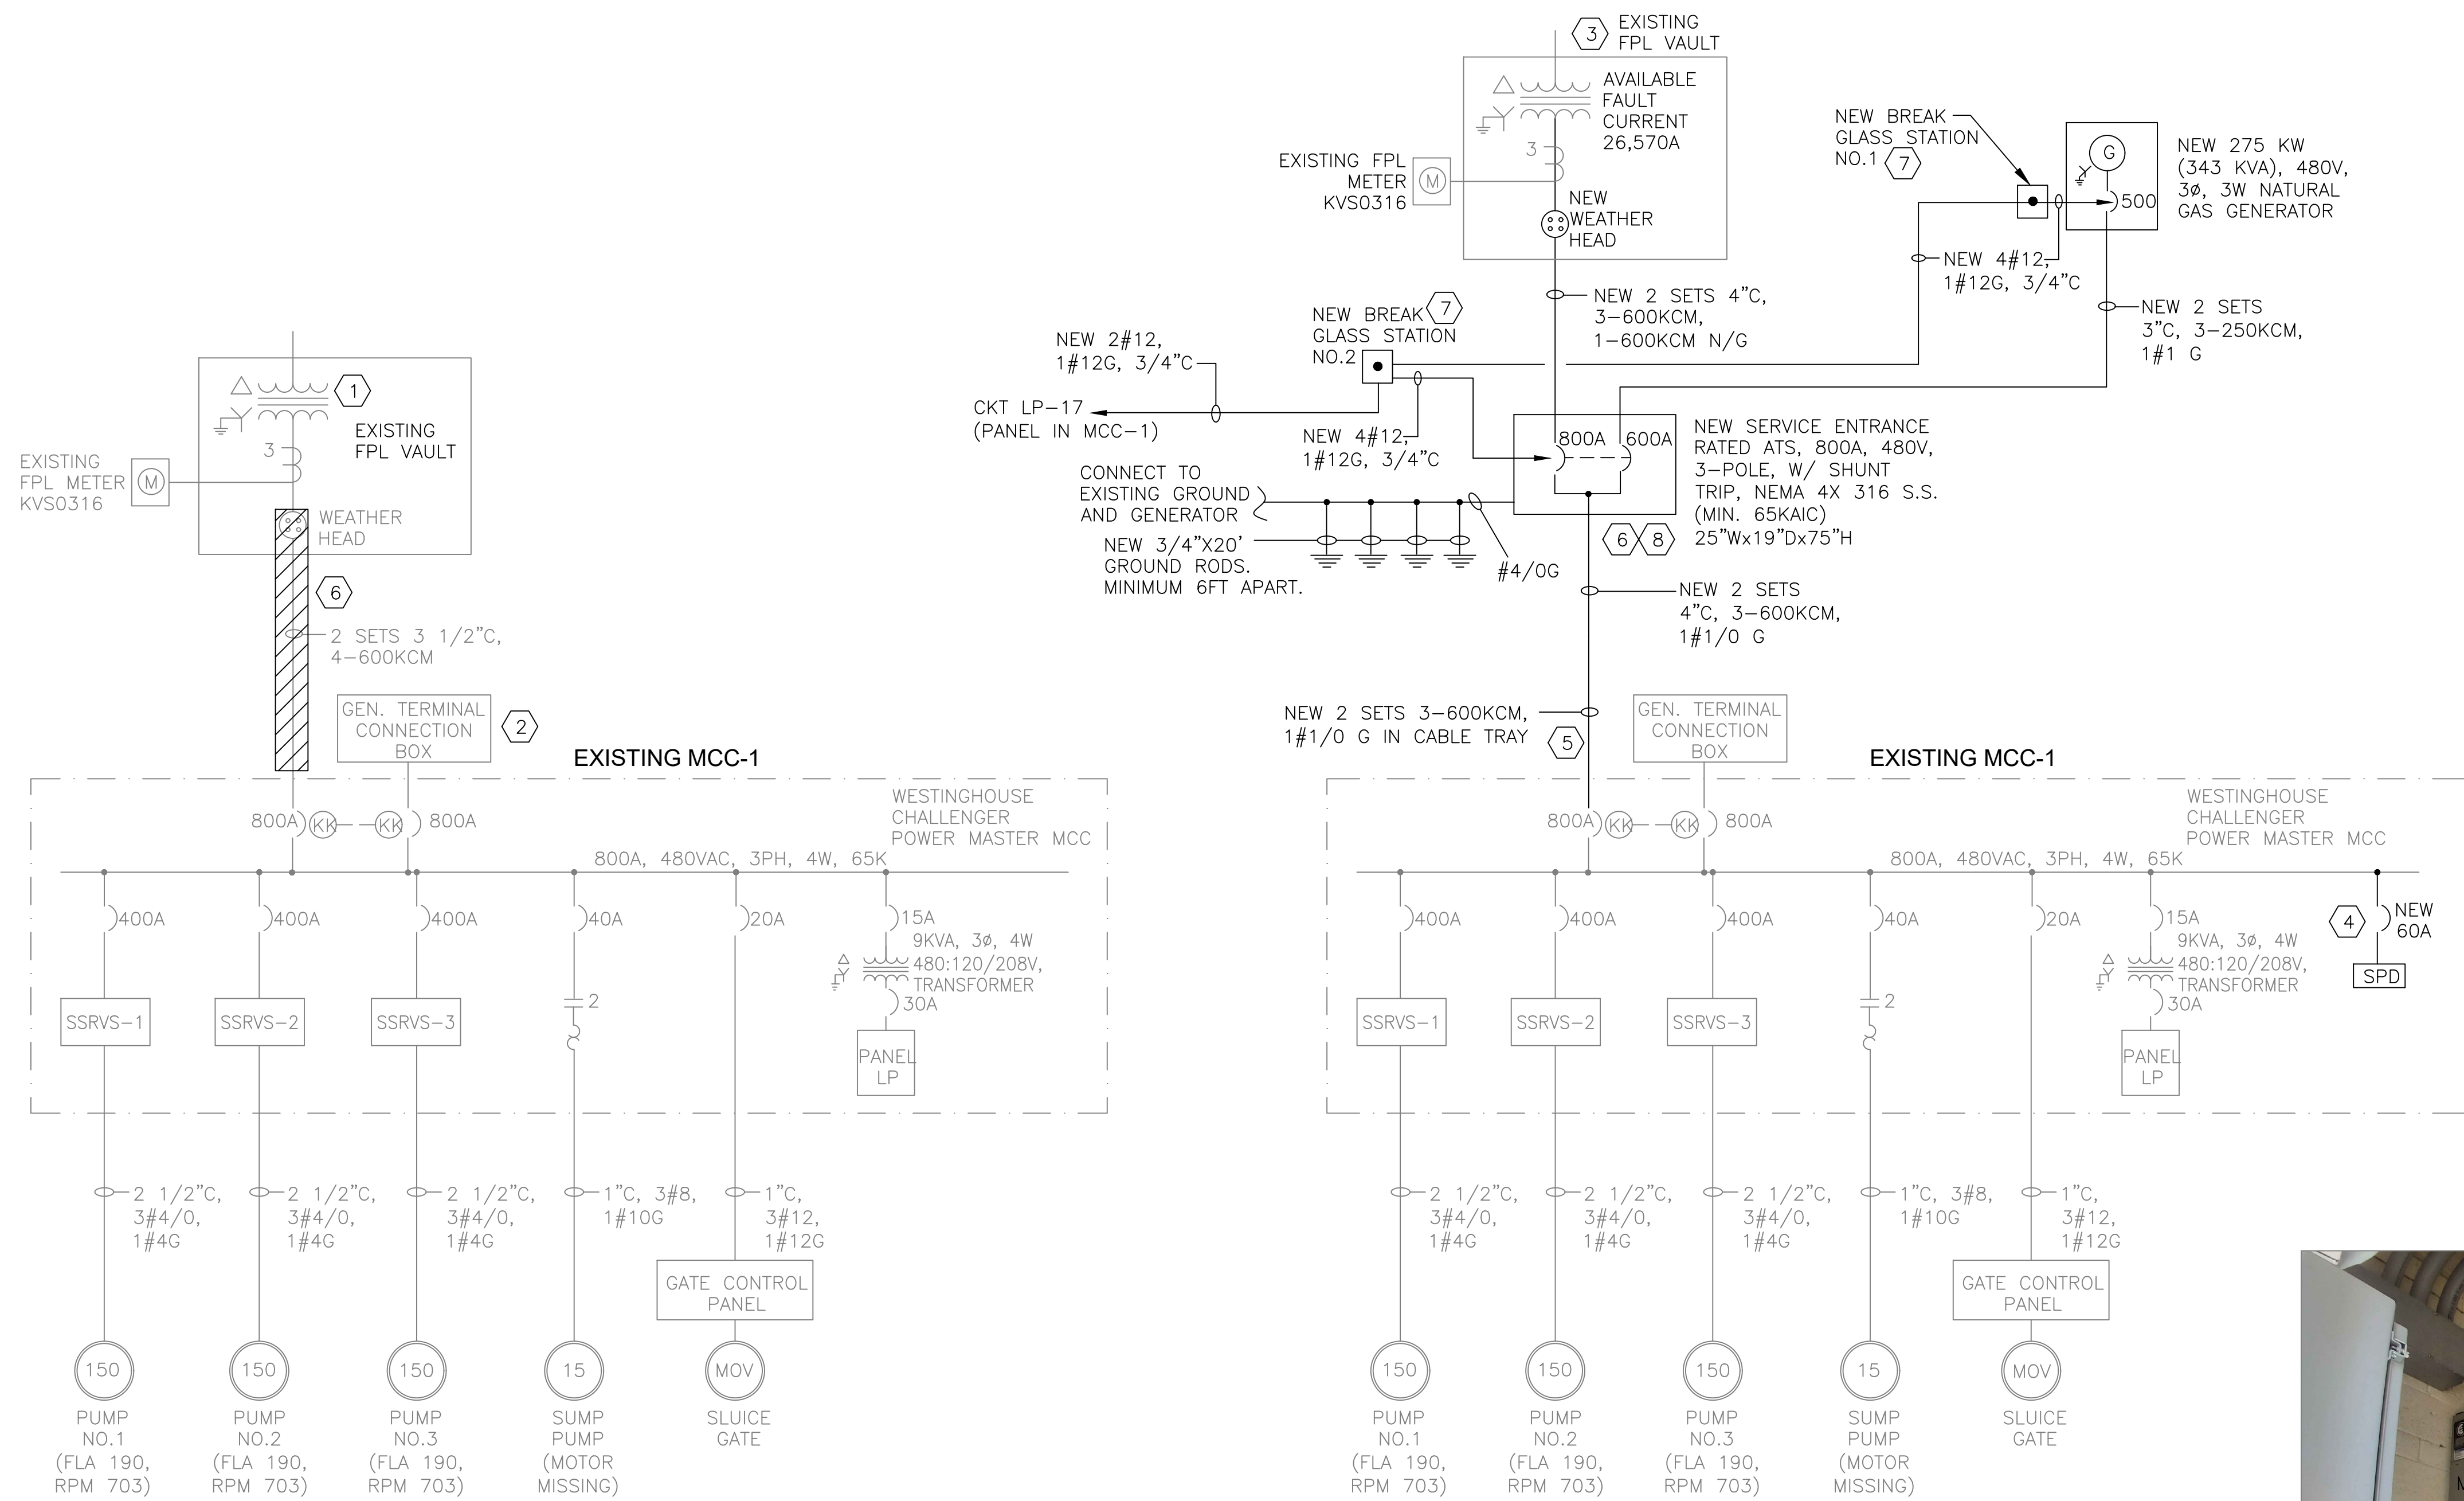 EXISTING
FPL VAULT
3
AVAILABLE
FAULT
CURRENT
26,570A
3
EXISTING FPL
METER
KVS0316
M
NEW
WEATHER
HEAD
NEW BREAK
GLASS STATION
NO.1
7
G
500
NEW 275 KW
(343 KVA), 480V,
3ø, 3W NATURAL
GAS GENERATOR
NEW 4#12,
1#12G, 3/4"C
NEW 2 SETS
3"C, 3-250KCM,
1#1 G
NEW 2 SETS 4"C,
3-600KCM,
1-600KCM N/G
NEW BREAK
GLASS STATION
NO.2
7
NEW 2#12,
1#12G, 3/4"C
CKT LP-17
(PANEL IN MCC-1)
NEW 4#12,
1#12G, 3/4"C
CONNECT TO
EXISTING GROUND
AND GENERATOR
NEW 3/4"X20'
GROUND RODS.
MINIMUM 6FT APART.
#4/0G
800A
600A
NEW SERVICE ENTRANCE
RATED ATS, 800A, 480V,
3-POLE, W/ SHUNT
TRIP, NEMA 4X 316 S.S.
(MIN. 65KAIC)
25"Wx19"Dx75"H
6
8
NEW 2 SETS
4"C, 3-600KCM,
1#1/0 G
NEW 2 SETS 3-600KCM,
1#1/0 G IN CABLE TRAY
5
1
EXISTING
FPL VAULT
3
EXISTING
FPL METER
KVS0316
M
WEATHER
HEAD
6
2 SETS 3 1/2"C,
4-600KCM
GEN. TERMINAL
CONNECTION
BOX
2
EXISTING MCC-1
WESTINGHOUSE
CHALLENGER
POWER MASTER MCC
800A
KK
KK
800A
800A, 480VAC, 3PH, 4W, 65K
400A
400A
400A
40A
20A
15A
9KVA, 3ø, 4W
480:120/208V,
TRANSFORMER
30A
SSRVS-1
SSRVS-2
SSRVS-3
2
PANEL
LP
2 1/2"C,
3#4/0,
1#4G
2 1/2"C,
3#4/0,
1#4G
2 1/2"C,
3#4/0,
1#4G
1"C, 3#8,
1#10G
1"C,
3#12,
1#12G
GATE CONTROL
PANEL
150
150
150
15
MOV
PUMP
NO.1
(FLA 190,
RPM 703)
PUMP
NO.2
(FLA 190,
RPM 703)
PUMP
NO.3
(FLA 190,
RPM 703)
SUMP
PUMP
(MOTOR
MISSING)
SLUICE
GATE
GEN. TERMINAL
CONNECTION
BOX
EXISTING MCC-1
WESTINGHOUSE
CHALLENGER
POWER MASTER MCC
800A
KK
KK
800A
800A, 480VAC, 3PH, 4W, 65K
400A
400A
400A
40A
20A
15A
9KVA, 3ø, 4W
480:120/208V,
TRANSFORMER
30A
4
NEW
60A
SPD
SSRVS-1
SSRVS-2
SSRVS-3
2
PANEL
LP
2 1/2"C,
3#4/0,
1#4G
2 1/2"C,
3#4/0,
1#4G
2 1/2"C,
3#4/0,
1#4G
1"C, 3#8,
1#10G
1"C,
3#12,
1#12G
GATE CONTROL
PANEL
150
150
150
15
MOV
PUMP
NO.1
(FLA 190,
RPM 703)
PUMP
NO.2
(FLA 190,
RPM 703)
PUMP
NO.3
(FLA 190,
RPM 703)
SUMP
PUMP
(MOTOR
MISSING)
SLUICE
GATE